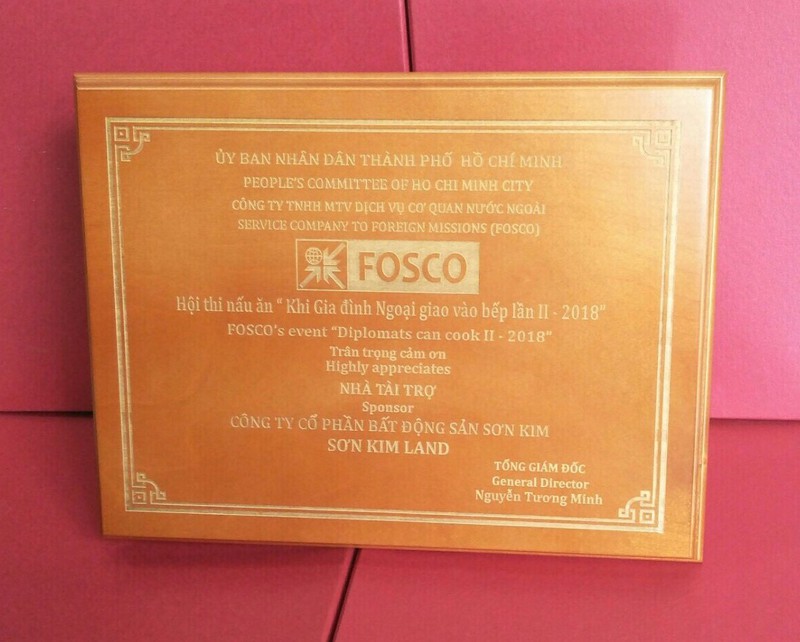 ỦY BAN NHÂN DÂN THÀNH PHỐ HỒ CHÍ MINH
PEOPLE'S COMMITTEE OF HO CHI MINH CITY
CÔNG TY TNHH MTV DỊCH VỤ CƠ QUAN NƯỚC NGOÀI
SERVICE COMPANY TO FOREIGN MISSIONS (FOSCO)
FOSCO
Hội thi nấu ăn " Khi Gia đình Ngoại giao vào bếp lần II - 2018"
FOSCO's event "Diplomats can cook II - 2018"
Trân trọng cảm ơn
Highly appreciates
NHÀ TÀI TRỢ
Sponsor
CÔNG TY CỔ PHẦN BẤT ĐỘNG SẢN SƠN KIM
SƠN KIM LAND
TỔNG GIÁM ĐỐC
General Director
Nguyễn Tương Minh